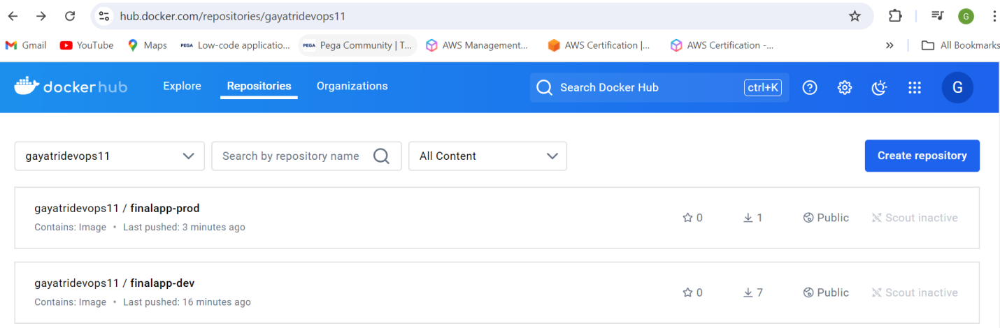 hub.docker.com/repositories/gayatridevops11
G
Gmail YouTube Maps PEGA Low-code applicatio... PEGA Pega Community | T... AWS Management... AWS Certification |... AWS Certification -... » All Bookmarks
dockerhub Explore Repositories Organizations Search Docker Hub ctrl+K G
gayatridevops11 Search by repository name All Content Create repository
gayatridevops11 / finalapp-prod
Contains: Image • Last pushed: 3 minutes ago
0 1 Public Scout inactive
gayatridevops11 / finalapp-dev
Contains: Image • Last pushed: 16 minutes ago
0 7 Public Scout inactive